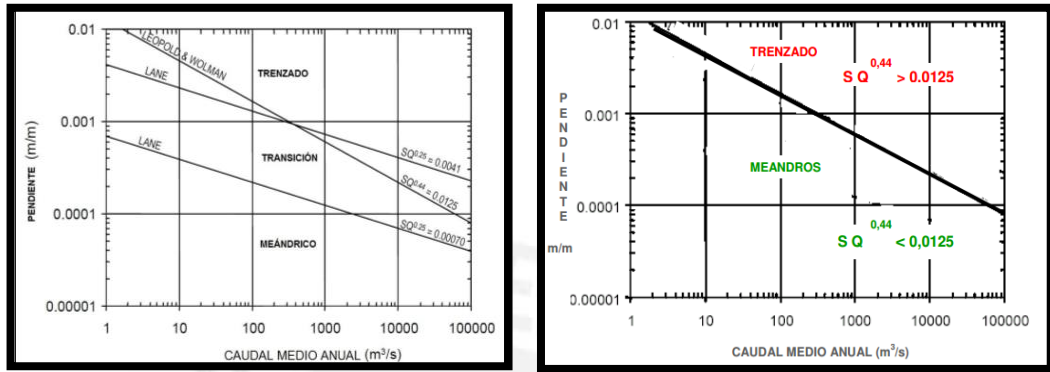 0.01
0.001
0.0001
0.00001
PENDIENTE (m/m)
LEOPOLD & WOLMAN
LANE
LANE
TRENZADO
TRANSICIÓN
MEÁNDRICO
SQ^0.25 = 0.0041
SQ^0.44 = 0.0125
SQ^0.25 = 0.00070
1 10 100 1000 10000 100000
CAUDAL MEDIO ANUAL (m³/s)
0.01
0.001
0.0001
0.00001
PENDIENTE
m/m
TRENZADO
S Q^0,44 > 0.0125
MEANDROS
S Q^0,44 < 0,0125
1 10 100 1000 10000 100000
CAUDAL MEDIO ANUAL (m³/s)